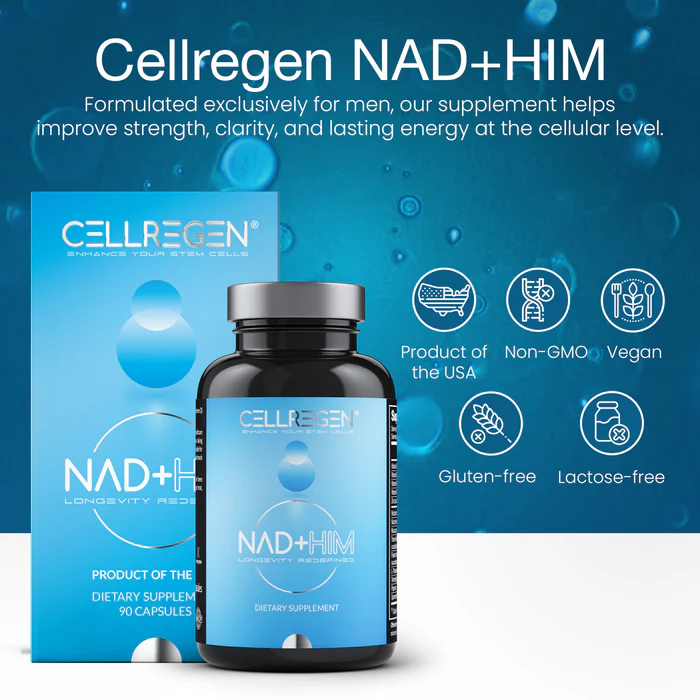 Cellregen NAD+HIM
Formulated exclusively for men, our supplement helps
improve strength, clarity, and lasting energy at the cellular level.
CELLREGEN®
ENHANCE YOUR STEM CELLS
NAD+H
LONGEVITY REDE
PRODUCT OF THE
DIETARY SUPPLEM
90 CAPSULES
CELLREGEN®
ENHANCE YOUR STEM CELLS
NAD+HIM
LONGEVITY REDEFINED
DIETARY SUPPLEMENT
Product of
the USA
Non-GMO
Vegan
Gluten-free
Lactose-free